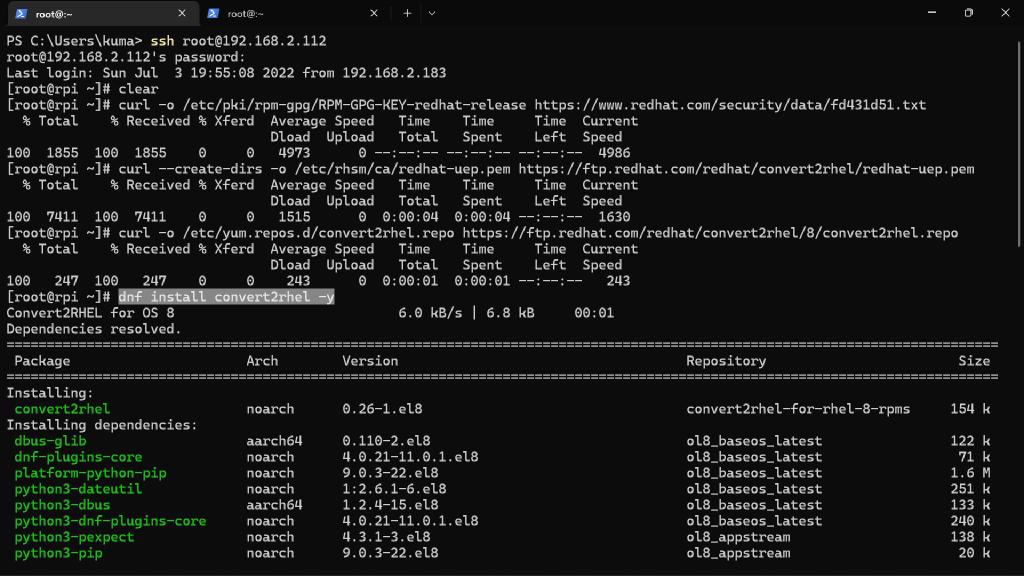 root@:~
root@:~
PS C:\Users\kuma> ssh root@192.168.2.112
root@192.168.2.112's password:
Last login: Sun Jul  3 19:55:08 2022 from 192.168.2.183
[root@rpi ~]# clear
[root@rpi ~]# curl -o /etc/pki/rpm-gpg/RPM-GPG-KEY-redhat-release https://www.redhat.com/security/data/fd431d51.txt
  % Total    % Received % Xferd  Average Speed   Time    Time     Time  Current
                                 Dload  Upload   Total   Spent    Left  Speed
100  1855  100  1855    0     0   4973      0 --:--:-- --:--:-- --:--:--  4986
[root@rpi ~]# curl --create-dirs -o /etc/rhsm/ca/redhat-uep.pem https://ftp.redhat.com/redhat/convert2rhel/redhat-uep.pem
  % Total    % Received % Xferd  Average Speed   Time    Time     Time  Current
                                 Dload  Upload   Total   Spent    Left  Speed
100  7411  100  7411    0     0   1515      0  0:00:04  0:00:04 --:--:--  1630
[root@rpi ~]# curl -o /etc/yum.repos.d/convert2rhel.repo https://ftp.redhat.com/redhat/convert2rhel/8/convert2rhel.repo
  % Total    % Received % Xferd  Average Speed   Time    Time     Time  Current
                                 Dload  Upload   Total   Spent    Left  Speed
100   247  100   247    0     0    243      0  0:00:01  0:00:01 --:--:--   243
[root@rpi ~]# dnf install convert2rhel -y
Convert2RHEL for OS 8                            6.0 kB/s | 6.8 kB     00:01
Dependencies resolved.
============================================================================================================================
 Package                      Arch        Version                                    Repository                        Size
============================================================================================================================
Installing:
 convert2rhel                 noarch      0.26-1.el8                                 convert2rhel-for-rhel-8-rpms     154 k
Installing dependencies:
 dbus-glib                    aarch64     0.110-2.el8                                ol8_baseos_latest                122 k
 dnf-plugins-core             noarch      4.0.21-11.0.1.el8                          ol8_baseos_latest                 71 k
 platform-python-pip          noarch      9.0.3-22.el8                               ol8_baseos_latest                1.6 M
 python3-dateutil             noarch      1:2.6.1-6.el8                              ol8_baseos_latest                251 k
 python3-dbus                 aarch64     1.2.4-15.el8                               ol8_baseos_latest                133 k
 python3-dnf-plugins-core     noarch      4.0.21-11.0.1.el8                          ol8_baseos_latest                240 k
 python3-pexpect              noarch      4.3.1-3.el8                                ol8_appstream                    138 k
 python3-pip                  noarch      9.0.3-22.el8                               ol8_appstream                     20 k